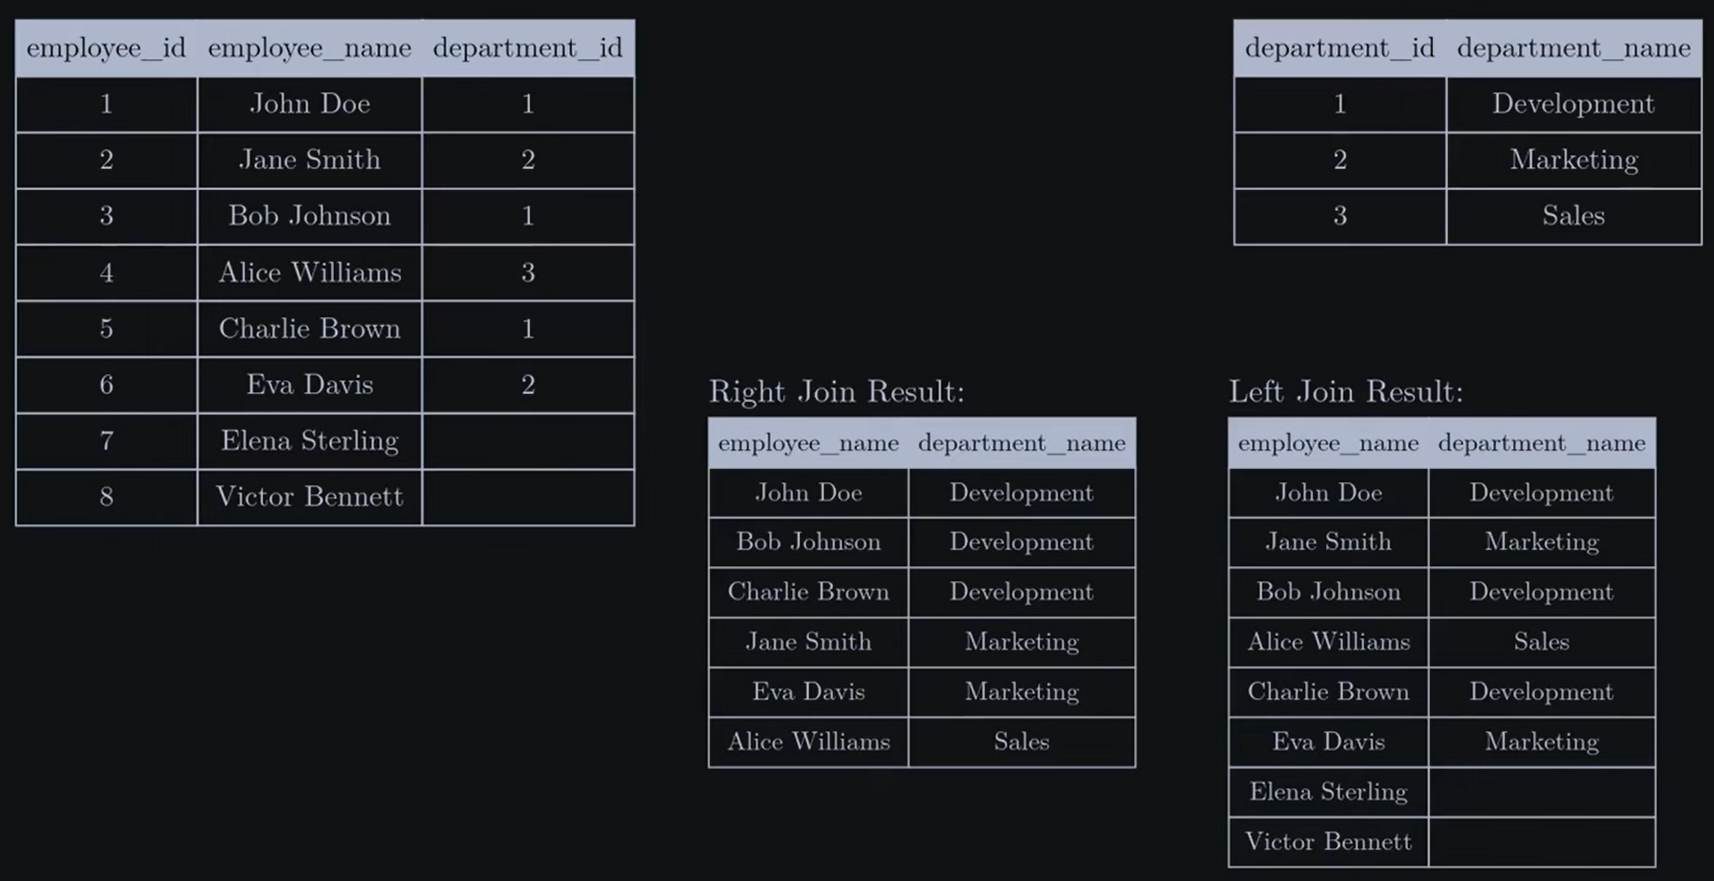 employee_id employee_name department_id
1 John Doe 1
2 Jane Smith 2
3 Bob Johnson 1
4 Alice Williams 3
5 Charlie Brown 1
6 Eva Davis 2
7 Elena Sterling
8 Victor Bennett
department_id department_name
1 Development
2 Marketing
3 Sales
Right Join Result:
employee_name department_name
John Doe Development
Bob Johnson Development
Charlie Brown Development
Jane Smith Marketing
Eva Davis Marketing
Alice Williams Sales
Left Join Result:
employee_name department_name
John Doe Development
Jane Smith Marketing
Bob Johnson Development
Alice Williams Sales
Charlie Brown Development
Eva Davis Marketing
Elena Sterling
Victor Bennett